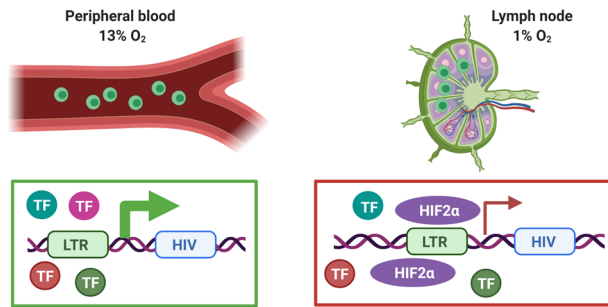 Peripheral blood
13% O₂
Lymph node
1% O₂
TF
TF
LTR
HIV
TF
TF
TF
HIF2α
LTR
HIV
TF
HIF2α
TF